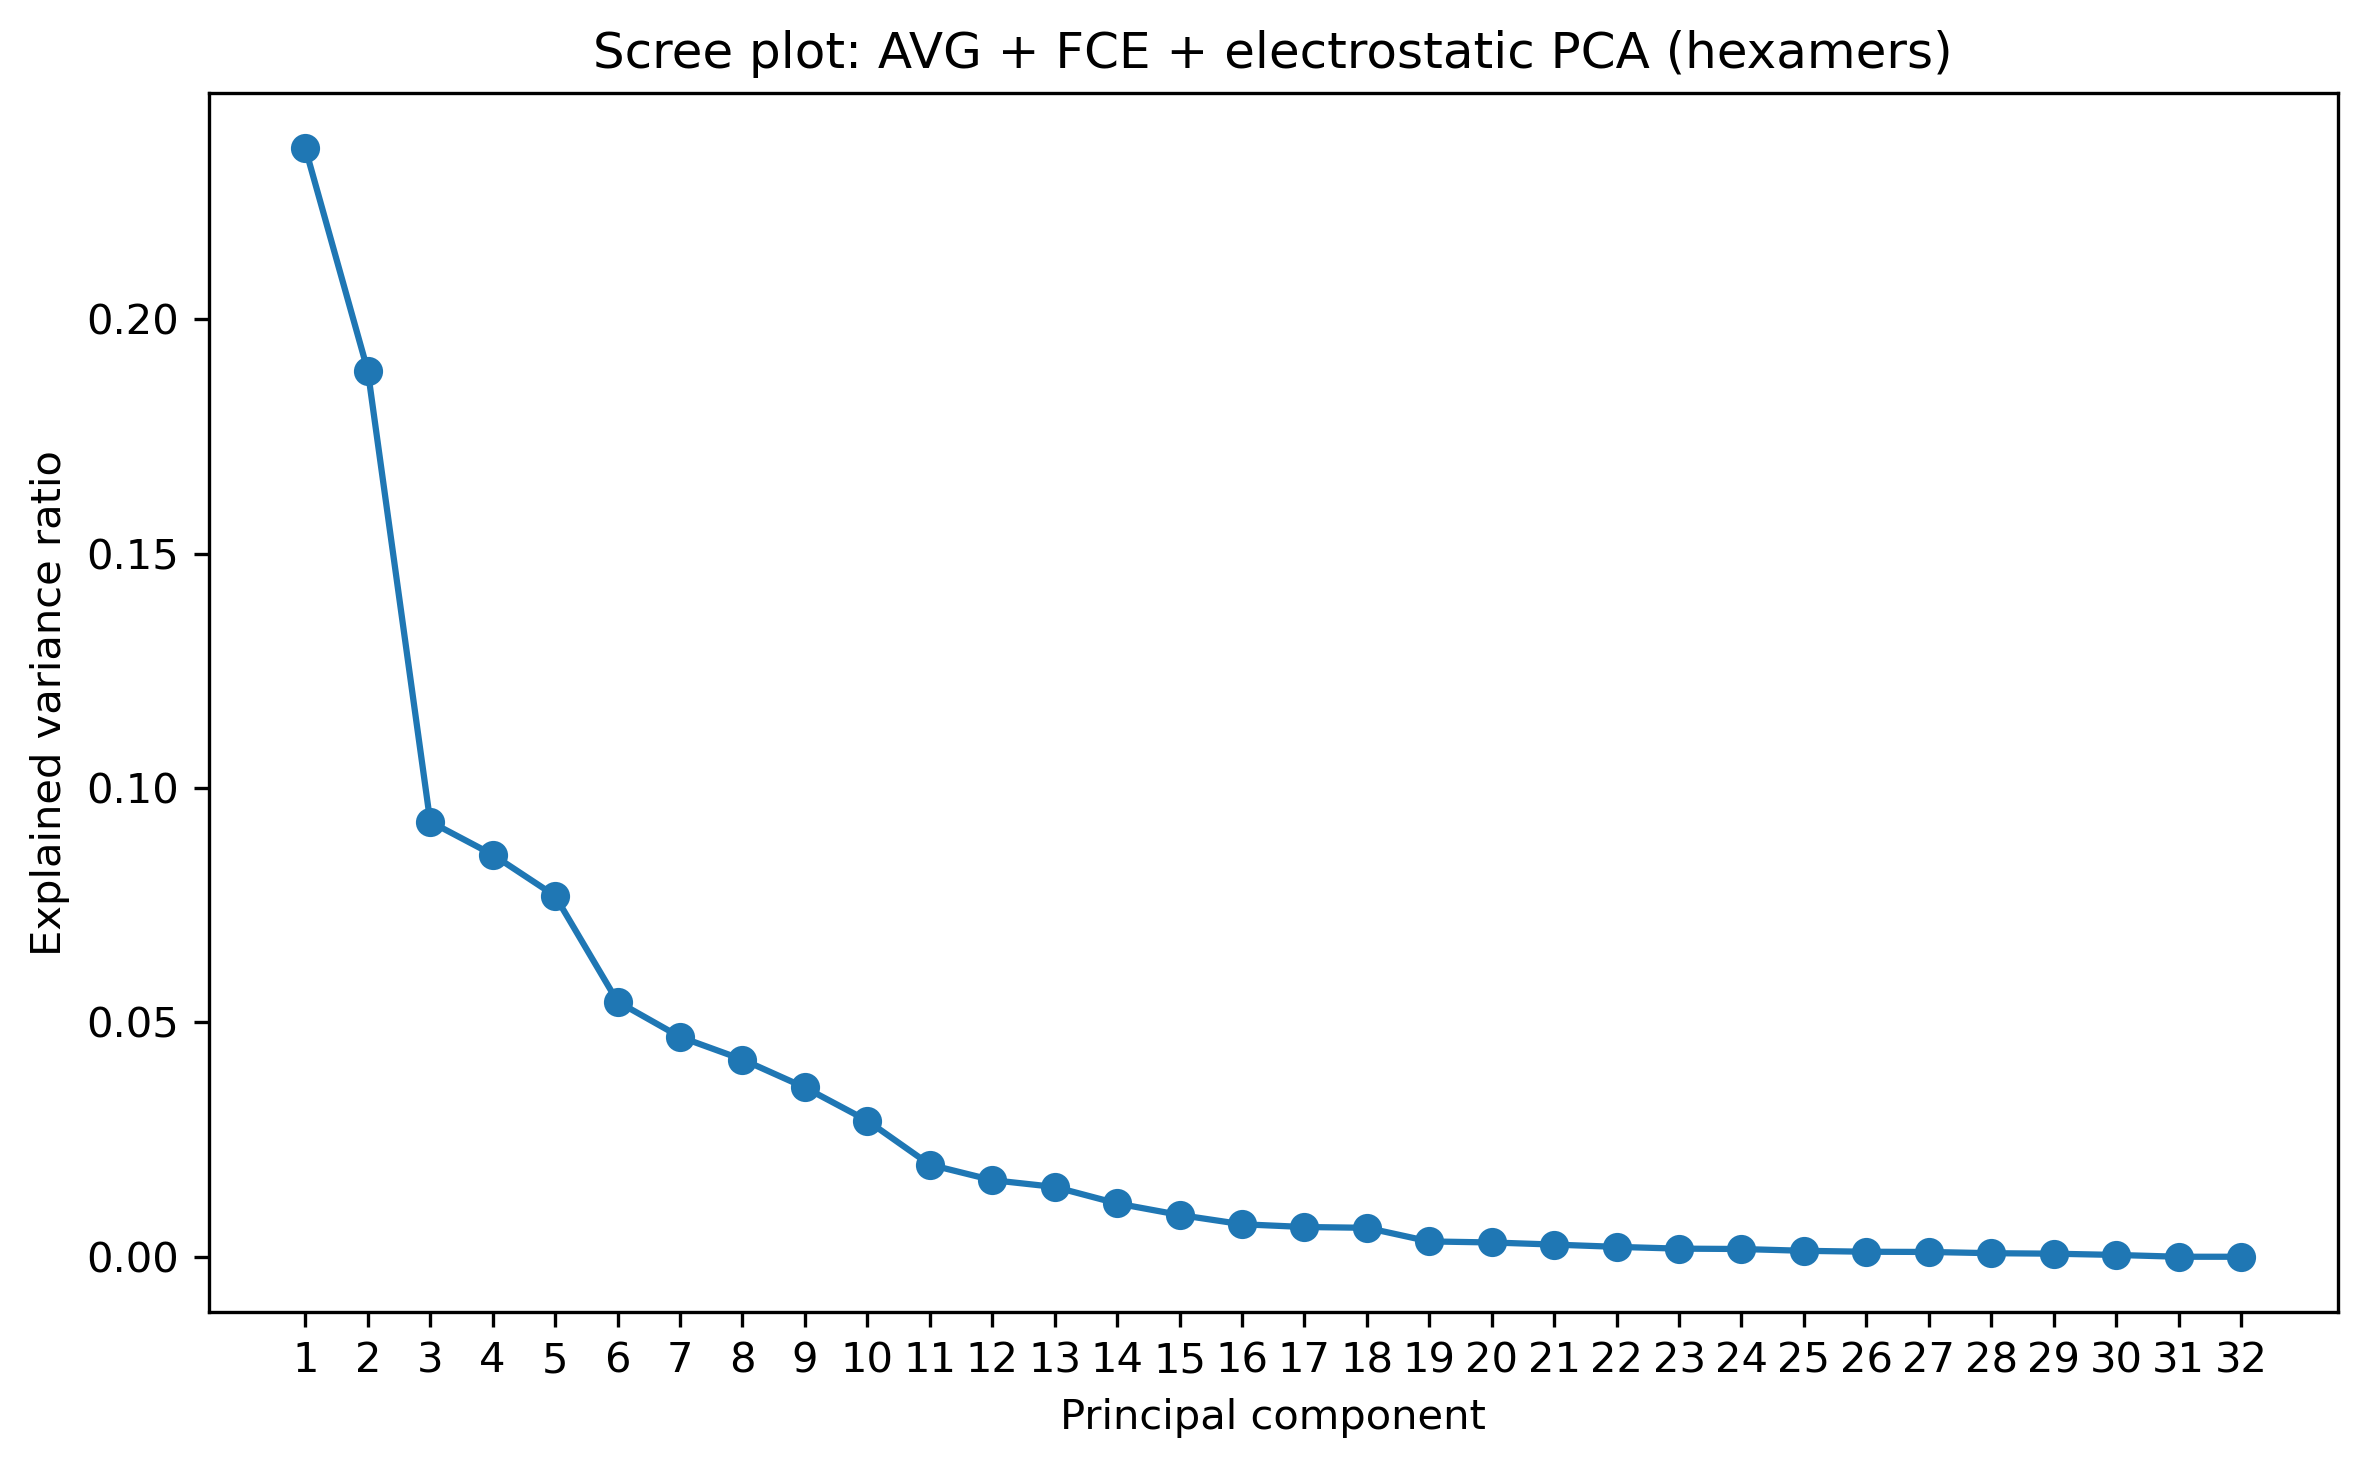 Scree plot: AVG + FCE + electrostatic PCA (hexamers)
Explained variance ratio
0.20
0.15
0.10
0.05
0.00
1 2 3 4 5 6 7 8 9 10 11 12 13 14 15 16 17 18 19 20 21 22 23 24 25 26 27 28 29 30 31 32
Principal component